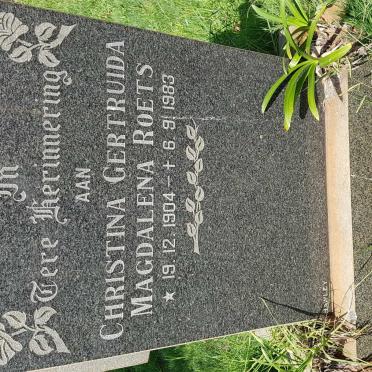 In
Tere Herinnering
AAN
CHRISTINA GERTRUIDA
MAGDALENA ROETS
★ 19.12.1904 – + 6.9.1983